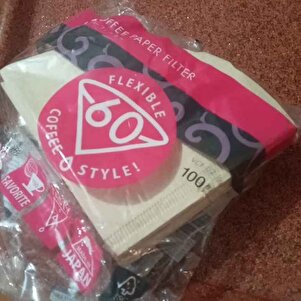 COFFEE PAPER FILTER
FLEXIBLE
60
COFFEE STYLE!
100
FAVORITE
JAPAN